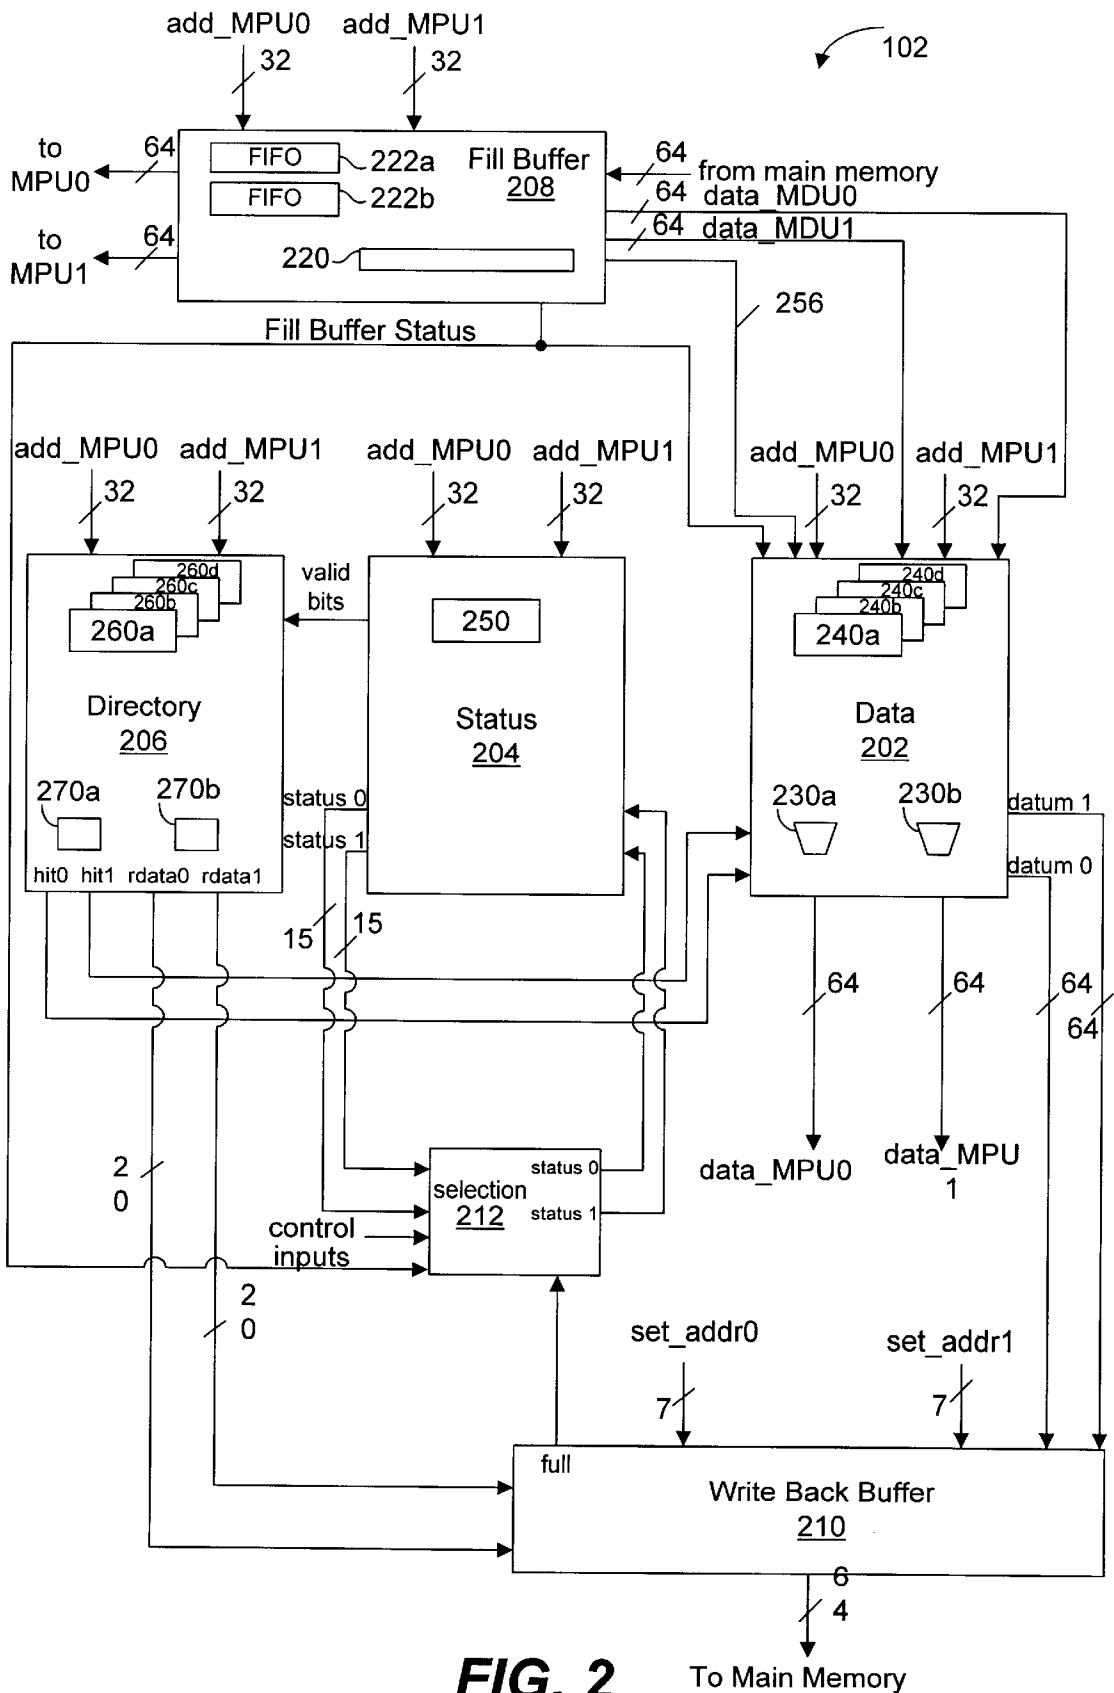 add_MPU0
add_MPU1
102
32
32
to
MPU0
64
FIFO
222a
Fill Buffer
208
64
from main memory
FIFO
222b
64
data_MDU0
to
MPU1
64
64
data_MDU1
220
256
Fill Buffer Status
add_MPU0
add_MPU1
add_MPU0
add_MPU1
add_MPU0
add_MPU1
32
32
32
32
32
32
260d
260c
260b
260a
valid
bits
250
240d
240c
240b
240a
Directory
206
Status
204
Data
202
270a
270b
status 0
status 1
230a
230b
datum 1
datum 0
hit0
hit1
rdata0
rdata1
15
15
64
64
64
64
2
0
data_MPU0
data_MPU
1
selection
212
status 0
status 1
control
inputs
2
0
set_addr0
set_addr1
7
7
full
Write Back Buffer
210
6
4
FIG. 2
To Main Memory